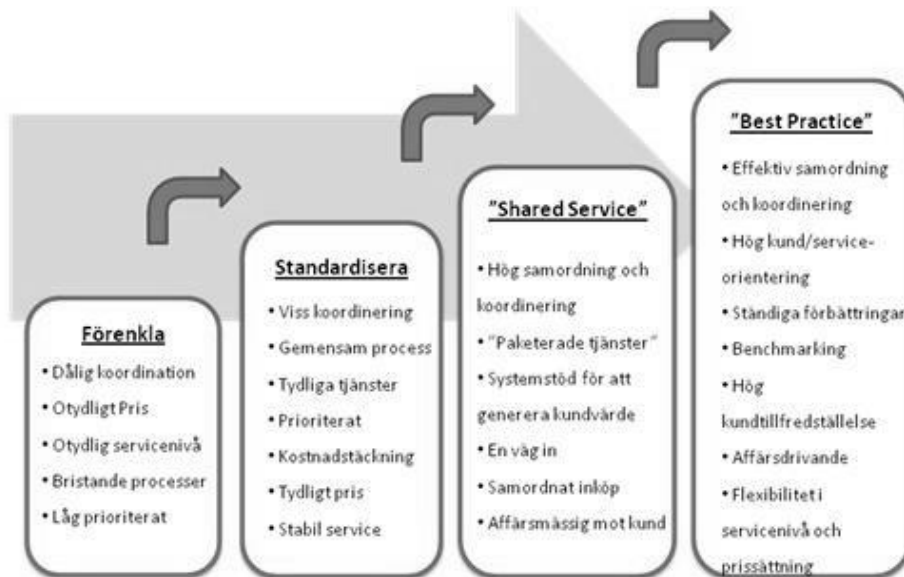 Förenkla
• Dålig koordination
• Otydligt Pris
• Otydlig servicenivå
• Bristande processer
• Låg prioriterat
Standardisera
• Viss koordinering
• Gemensam process
• Tydliga tjänster
• Prioriterat
• Kostnadstäckning
• Tydligt pris
• Stabil service
"Shared Service"
• Hög samordning och
koordinering
• "Paketerade tjänster"
• Systemstöd för att
generera kundvärde
• En väg in
• Samordnat inköp
• Affärsmässig mot kund
"Best Practice"
• Effektiv samordning
och koordinering
• Hög kund/service-
orientering
• Ständiga förbättringar
• Benchmarking
• Hög
kundtillfredställelse
• Affärsdrivande
• Flexibilitet i
servicenivå och
prissättning